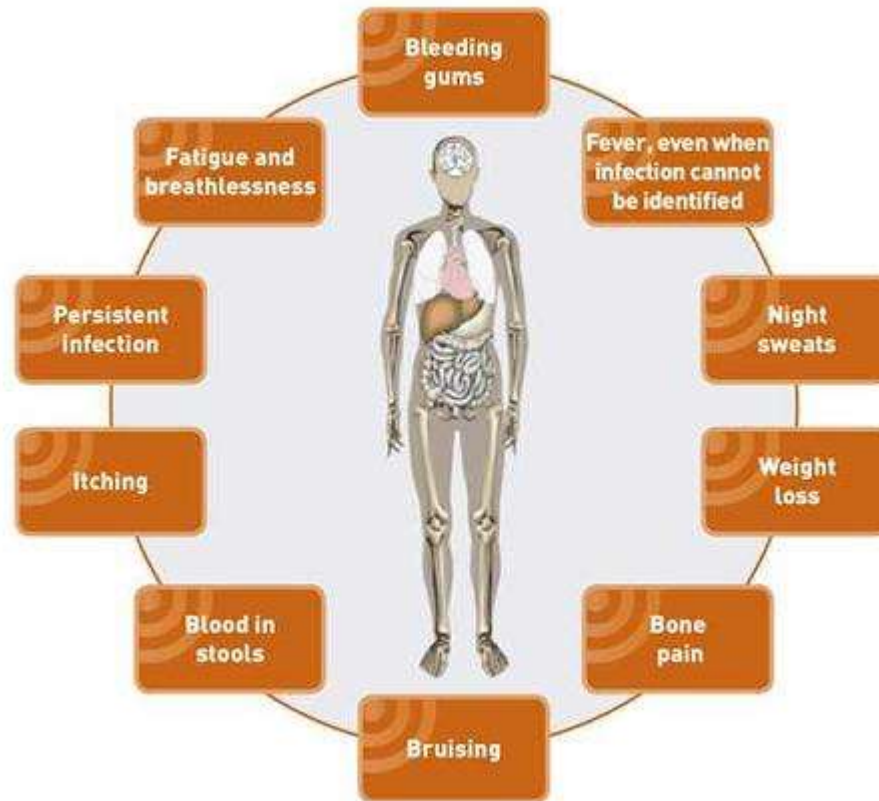 Bleeding
gums
Fever, even when
infection cannot
be identified
Night
sweats
Weight
loss
Bone
pain
Bruising
Blood in
stools
Itching
Persistent
infection
Fatigue and
breathlessness